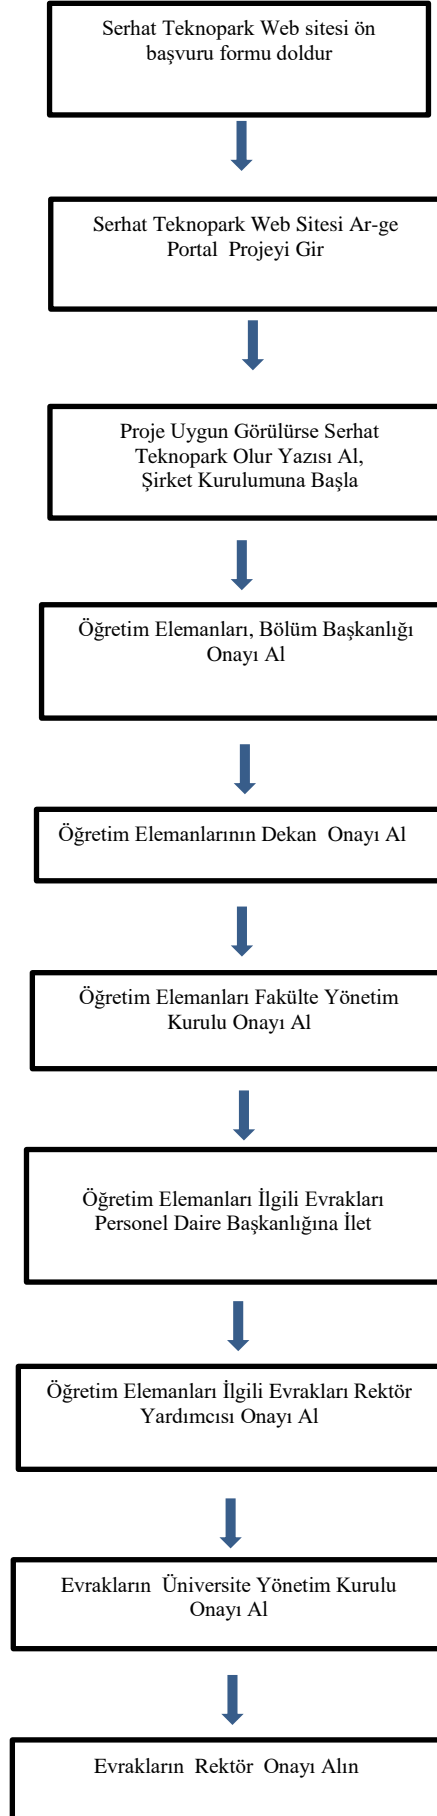 Serhat Teknopark Web sitesi ön
başvuru formu doldur
Serhat Teknopark Web Sitesi Ar-ge
Portal Projeyi Gir
Proje Uygun Görülürse Serhat
Teknopark Olur Yazısı Al,
Şirket Kurulumuna Başla
Öğretim Elemanları, Bölüm Başkanlığı
Onayı Al
Öğretim Elemanlarının Dekan Onayı Al
Öğretim Elemanları Fakülte Yönetim
Kurulu Onayı Al
Öğretim Elemanları İlgili Evrakları
Personel Daire Başkanlığına İlet
Öğretim Elemanları İlgili Evrakları Rektör
Yardımcısı Onayı Al
Evrakların Üniversite Yönetim Kurulu
Onayı Al
Evrakların Rektör Onayı Alın